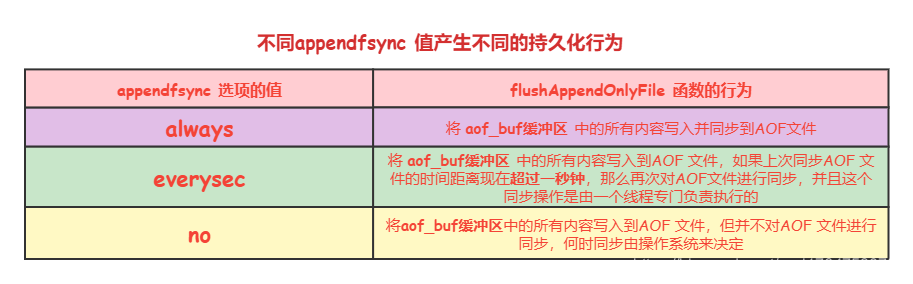 不同appendfsync 值产生不同的持久化行为
appendfsync 选项的值
flushAppendOnlyFile 函数的行为
always
将 aof_buf缓冲区 中的所有内容写入并同步到AOF文件
everysec
将 aof_buf缓冲区 中的所有内容写入到AOF 文件，如果上次同步AOF 文
件的时间距离现在超过一秒钟，那么再次对AOF文件进行同步，并且这个
同步操作是由一个线程专门负责执行的
no
将aof_buf缓冲区中的所有内容写入到AOF 文件，但并不对AOF 文件进行
同步，何时同步由操作系统来决定